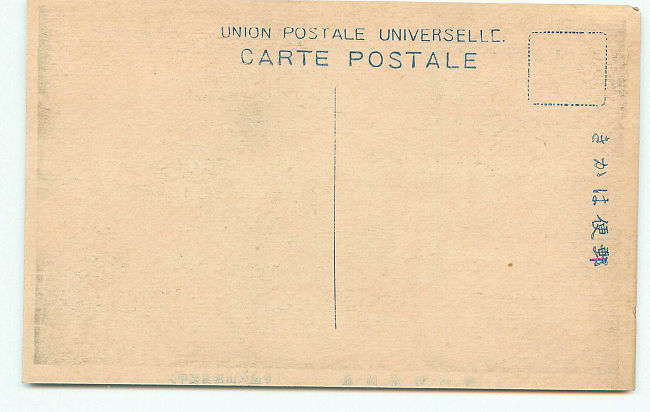 UNION POSTALE UNIVERSELLE.
CARTE POSTALE
きかは便郵